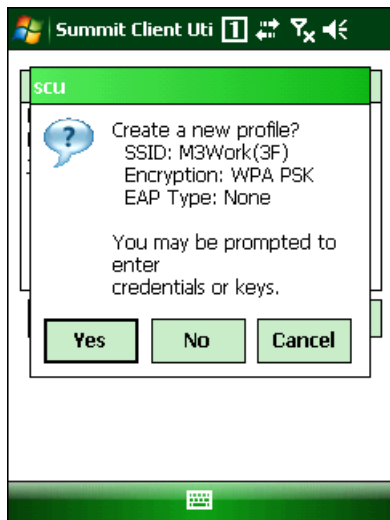 Summit Client Uti 1
scu
?
Create a new profile?
SSID: M3Work(3F)
Encryption: WPA PSK
EAP Type: None
You may be prompted to
enter
credentials or keys.
Yes No Cancel